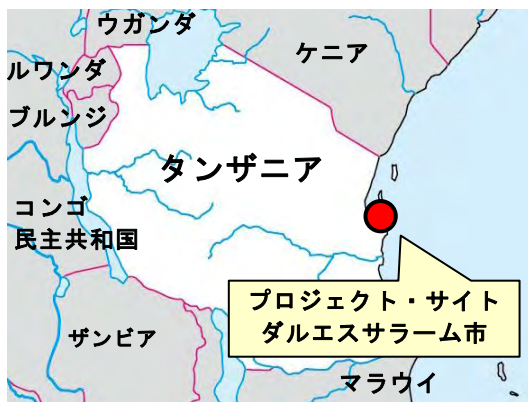 ウガンダ
ケニア
ルワンダ
ブルンジ
タンザニア
コンゴ
民主共和国
プロジェクト・サイト
ダルエスサラーム市
ザンビア
マラウイ